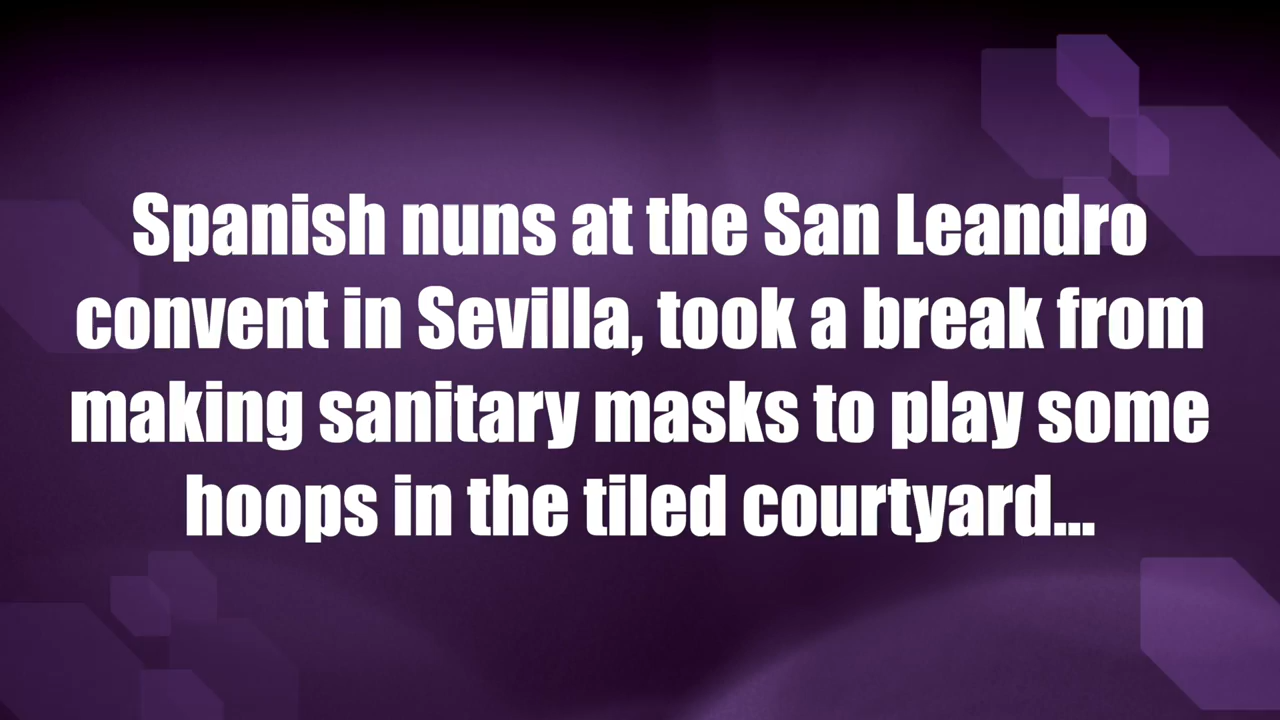 Spanish nuns at the San Leandro
convent in Sevilla, took a break from
making sanitary masks to play some
hoops in the tiled courtyard...